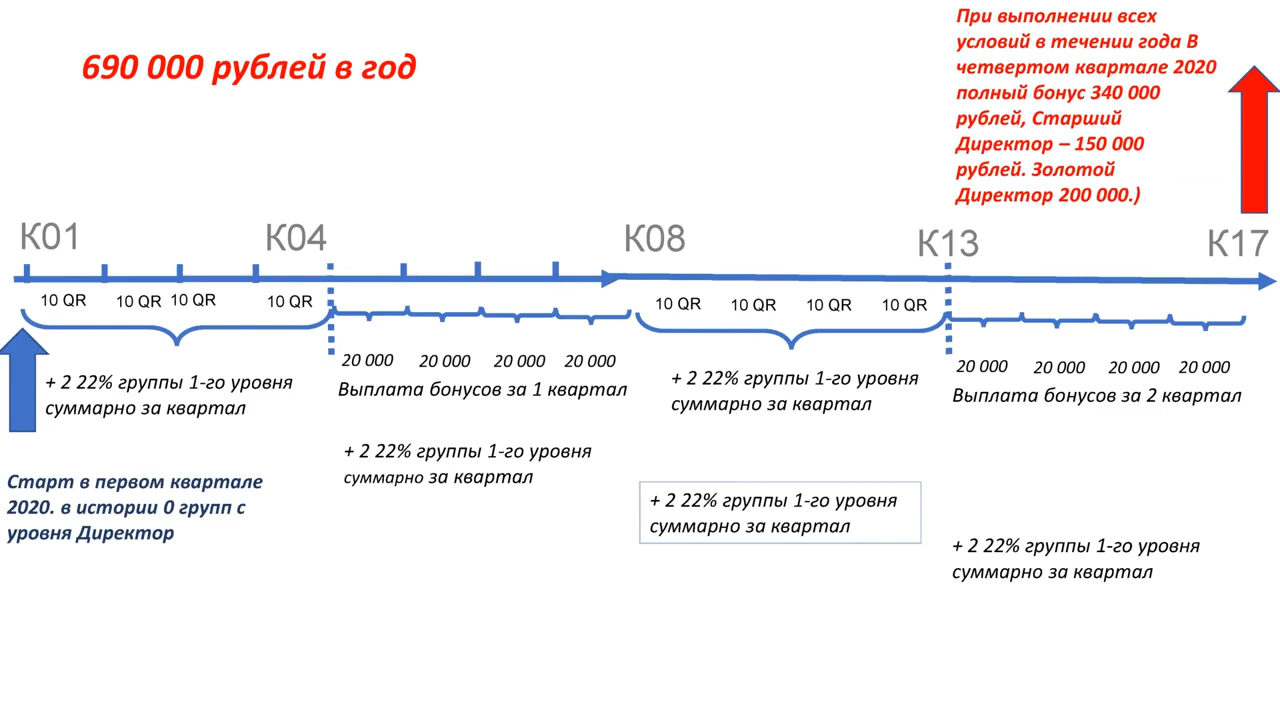 690 000 рублей в год
При выполнении всех
условий в течении года В
четвертом квартале 2020
полный бонус 340 000
рублей, Старший
Директор – 150 000
рублей. Золотой
Директор 200 000.)
К01
К04
К08
К13
К17
10 QR
10 QR
10 QR
10 QR
10 QR
10 QR
10 QR
10 QR
20 000
20 000
20 000
20 000
20 000
20 000
20 000
20 000
+ 2 22% группы 1-го уровня
суммарно за квартал
Выплата бонусов за 1 квартал
+ 2 22% группы 1-го уровня
суммарно за квартал
Выплата бонусов за 2 квартал
+ 2 22% группы 1-го уровня
суммарно за квартал
Старт в первом квартале
2020. в истории 0 групп с
уровня Директор
+ 2 22% группы 1-го уровня
суммарно за квартал
+ 2 22% группы 1-го уровня
суммарно за квартал